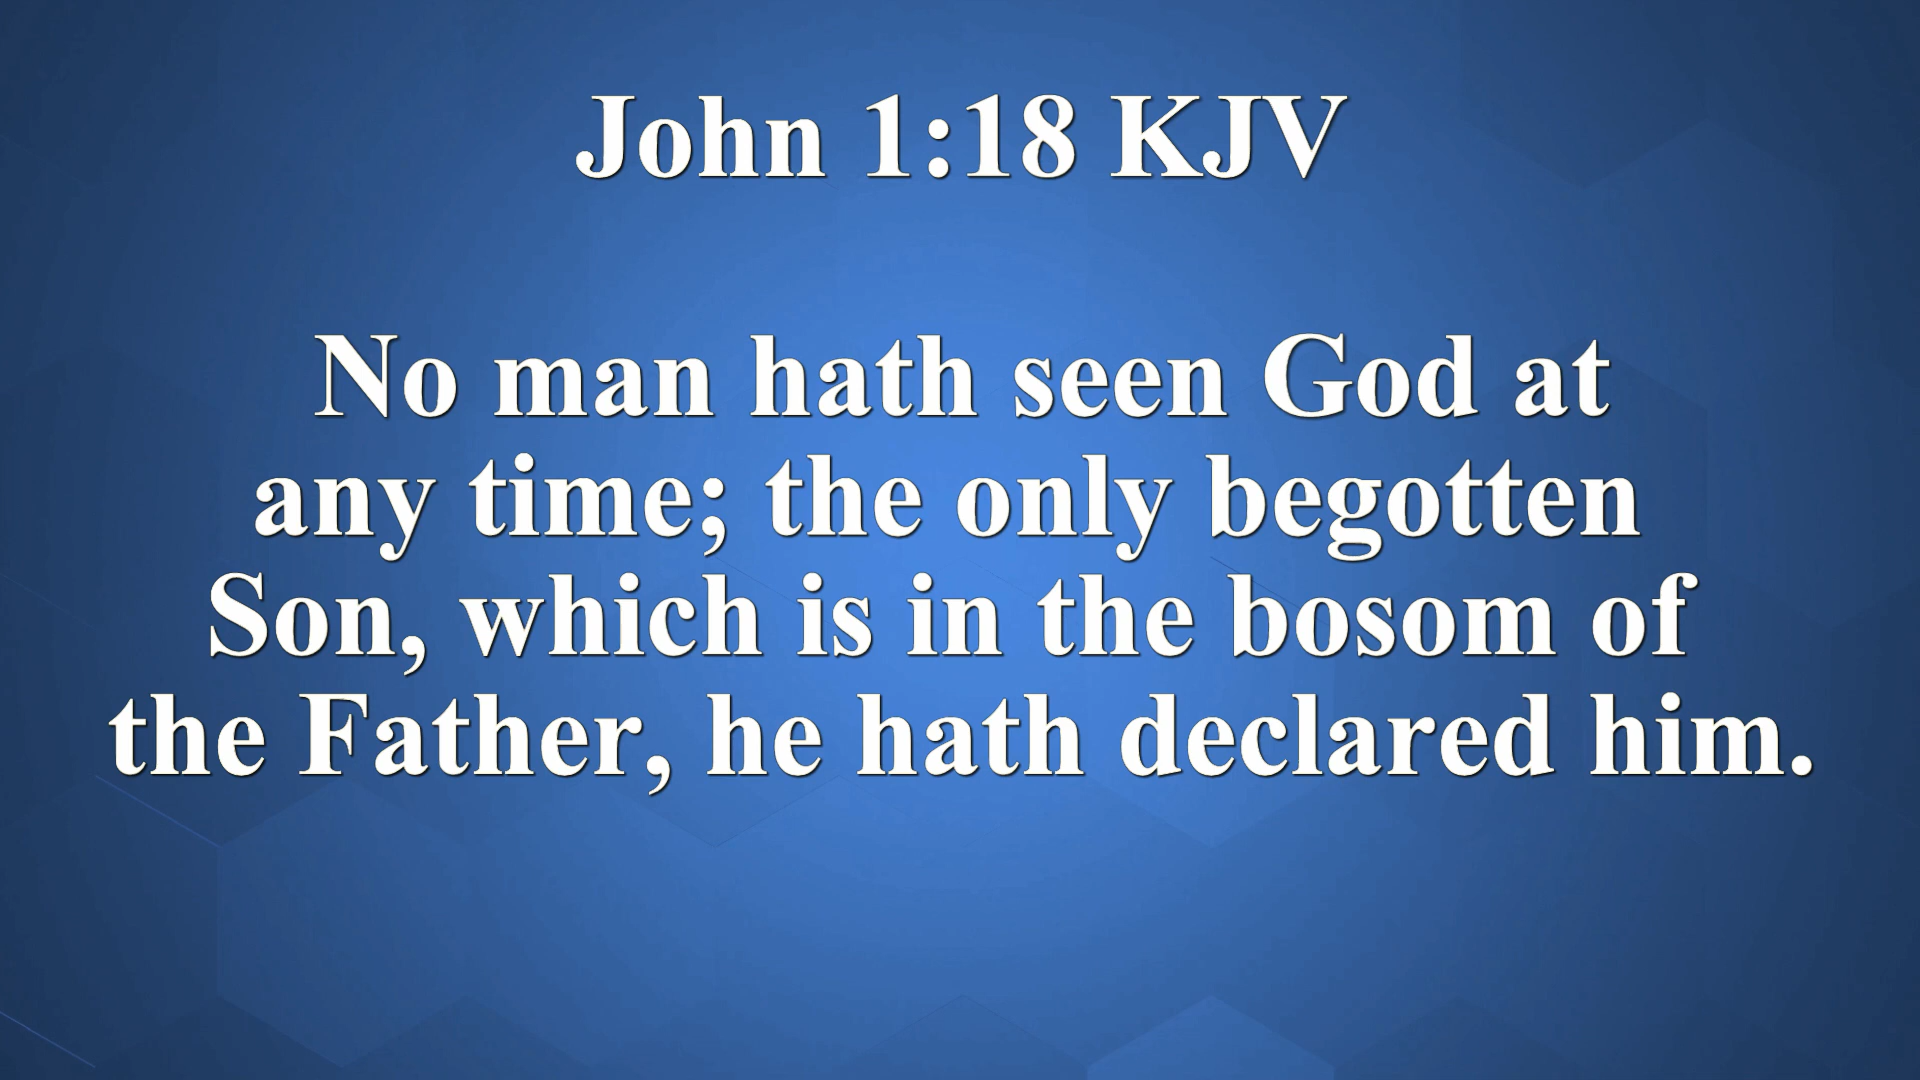 John 1:18 KJV
No man hath seen God at
any time; the only begotten
Son, which is in the bosom of
the Father, he hath declared him.